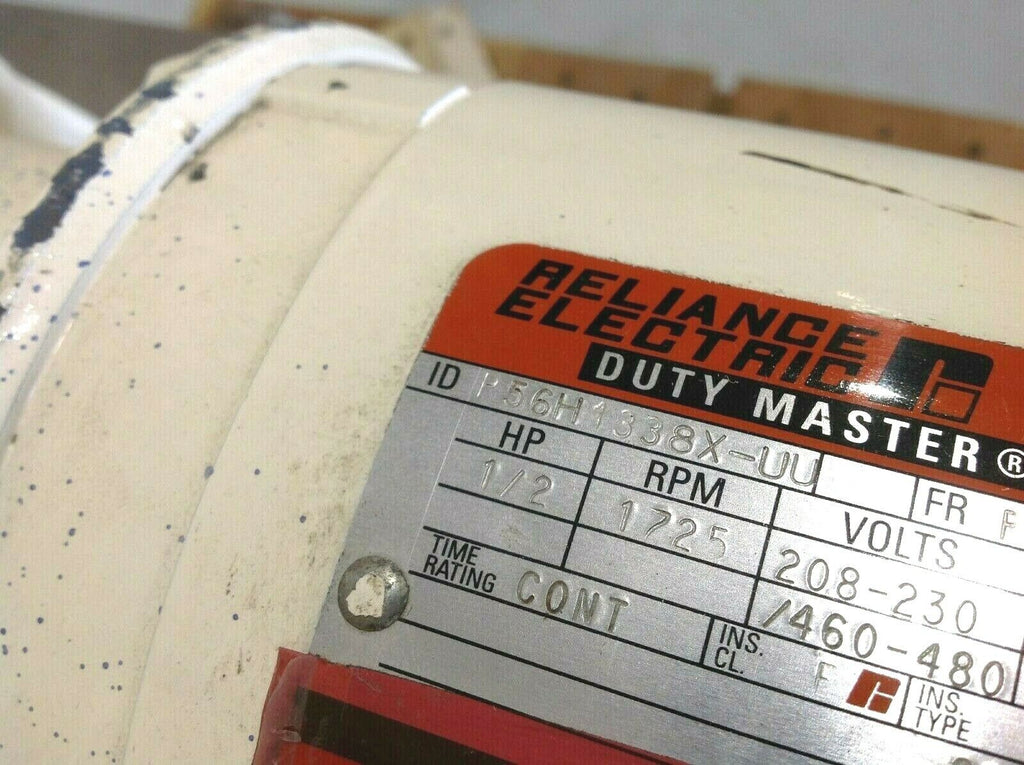 RELIANCE
ELECTRIC
DUTY MASTER®
ID P56H1338X-UU FR
HP RPM VOLTS
1/2 1725 208-230
/460-480
TIME
RATING CONT INS.
CL. F INS.
TYPE